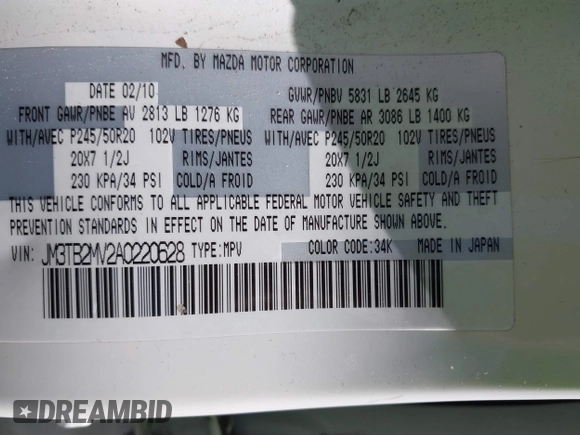 MFD. BY MAZDA MOTOR CORPORATION
DATE 02/10 GVWR/PNBV 5831 LB 2645 KG
FRONT GAWR/PNBE AV 2813 LB 1276 KG REAR GAWR/PNBE AR 3086 LB 1400 KG
WITH/AVEC P245/50R20 102V TIRES/PNEUS WITH/AVEC P245/50R20 102V TIRES/PNEUS
20X7 1/2J RIMS/JANTES 20X7 1/2J RIMS/JANTES
230 KPA/34 PSI COLD/A FROID 230 KPA/34 PSI COLD/A FROID
THIS VEHICLE CONFORMS TO ALL APPLICABLE FEDERAL MOTOR VEHICLE SAFETY AND THEFT
PREVENTION STANDARDS IN EFFECT ON THE DATE OF MANUFACTURE SHOWN ABOVE.
VIN: JM3TB2MV2A0220628 TYPE:MPV COLOR CODE:34K MADE IN JAPAN
DREAMBID